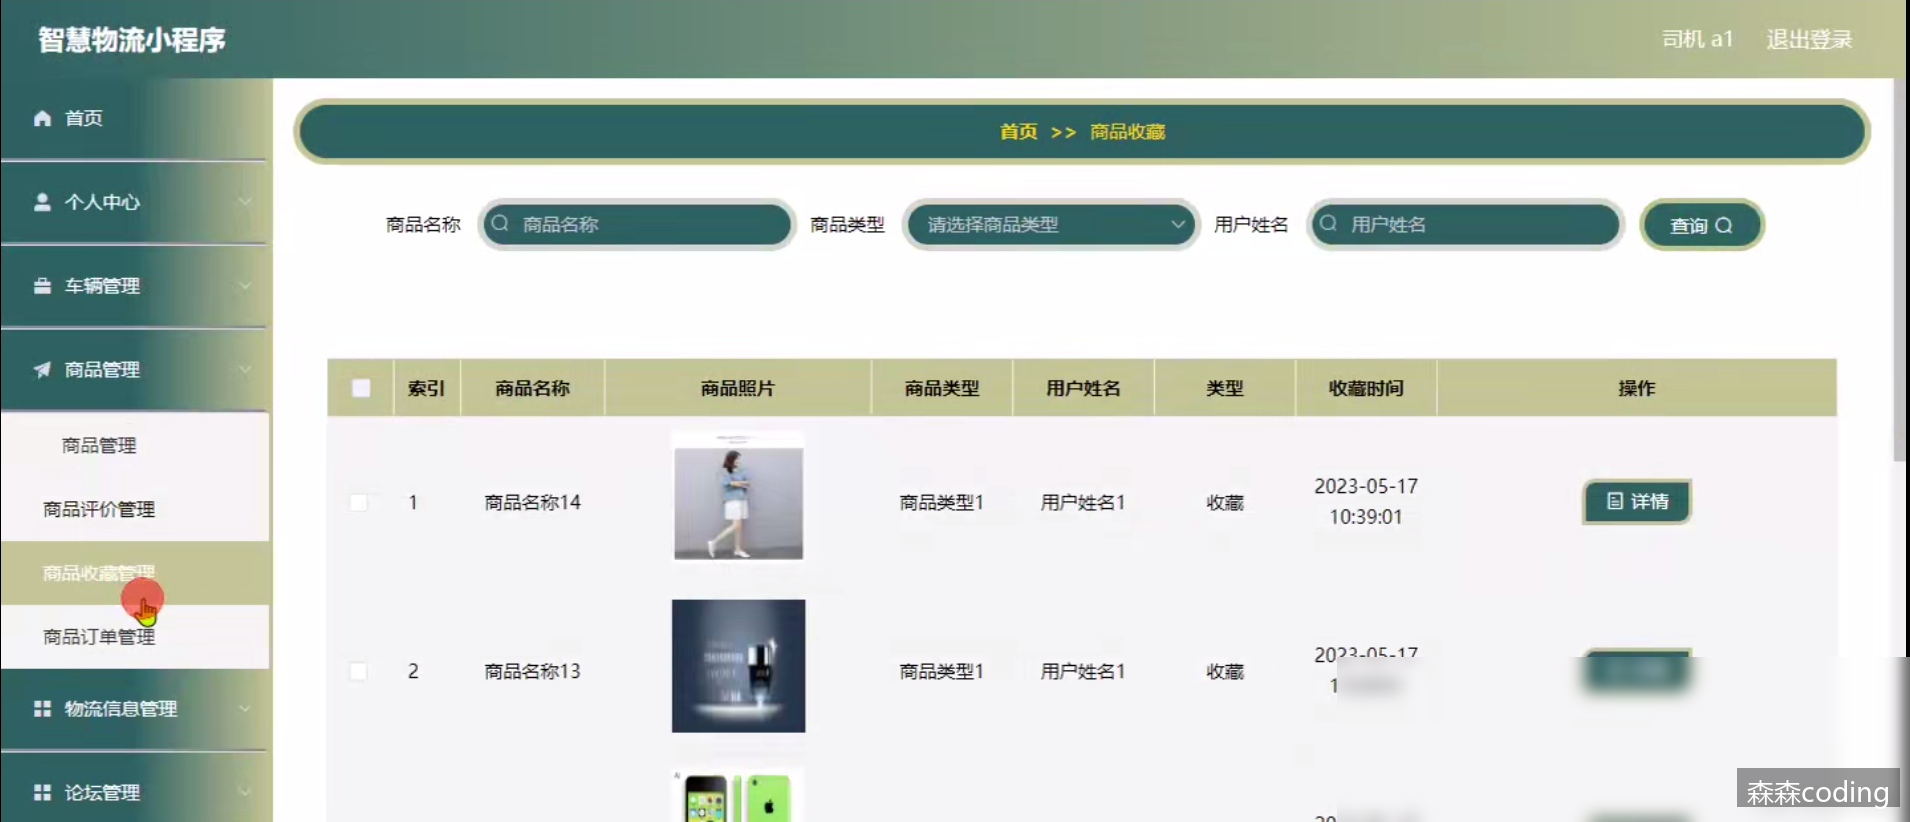 智慧物流小程序
司机 a1
退出登录
首页
个人中心
车辆管理
商品管理
商品管理
商品评价管理
商品收藏管理
商品订单管理
物流信息管理
论坛管理
首页 >> 商品收藏
商品名称 商品名称 商品类型 请选择商品类型 用户姓名 用户姓名 查询
索引 商品名称 商品照片 商品类型 用户姓名 类型 收藏时间 操作
1 商品名称14 商品类型1 用户姓名1 收藏 2023-05-17
10:39:01
详情
2 商品名称13 商品类型1 用户姓名1 收藏 2023-05-17
森森coding